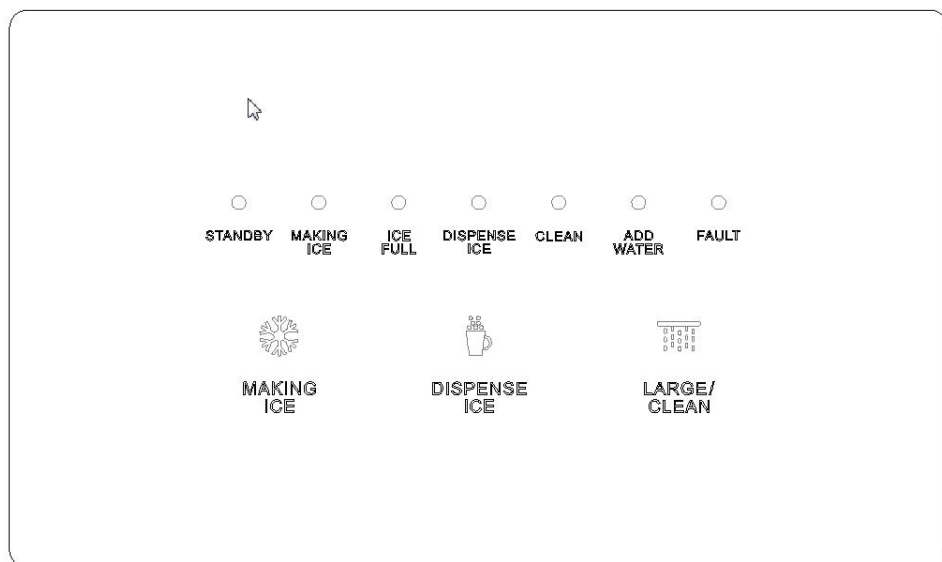 STANDBY
MAKING
ICE
ICE
FULL
DISPENSE
ICE
CLEAN
ADD
WATER
FAULT
MAKING
ICE
DISPENSE
ICE
LARGE/
CLEAN